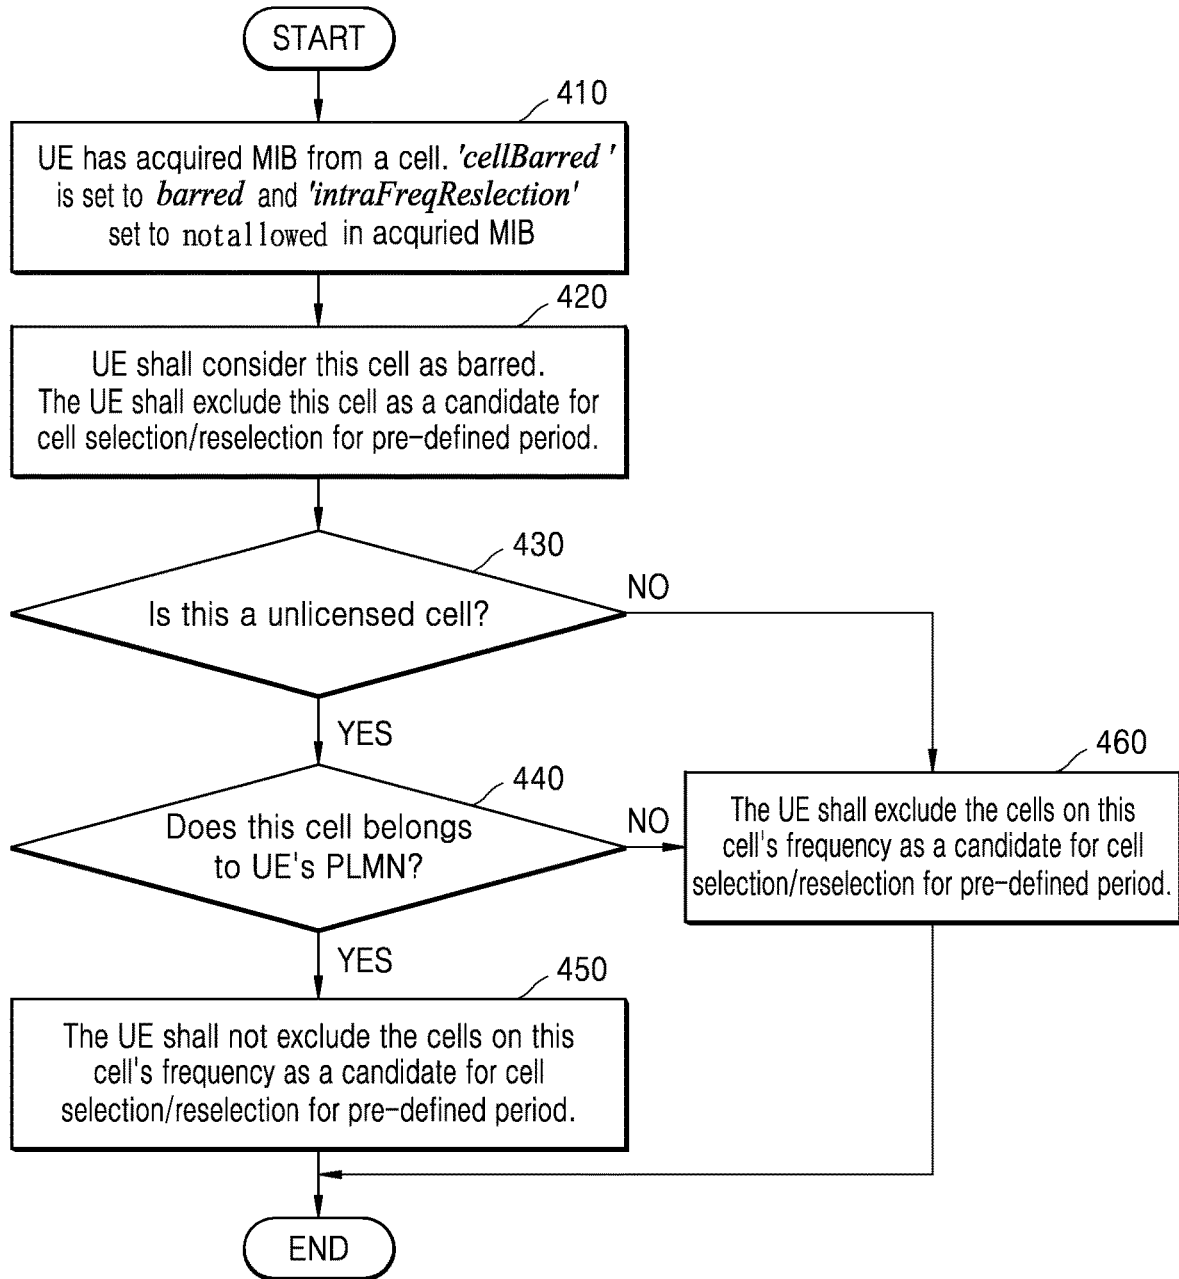 START
410
UE has acquired MIB from a cell. 'cellBarred '
is set to barred and 'intraFreqReslection'
set to notallowed in acquried MIB
420
UE shall consider this cell as barred.
The UE shall exclude this cell as a candidate for
cell selection/reselection for pre-defined period.
430
Is this a unlicensed cell?
NO
YES
440
Does this cell belongs
to UE's PLMN?
NO
460
The UE shall exclude the cells on this
cell's frequency as a candidate for cell
selection/reselection for pre-defined period.
YES
450
The UE shall not exclude the cells on this
cell's frequency as a candidate for cell
selection/reselection for pre-defined period.
END